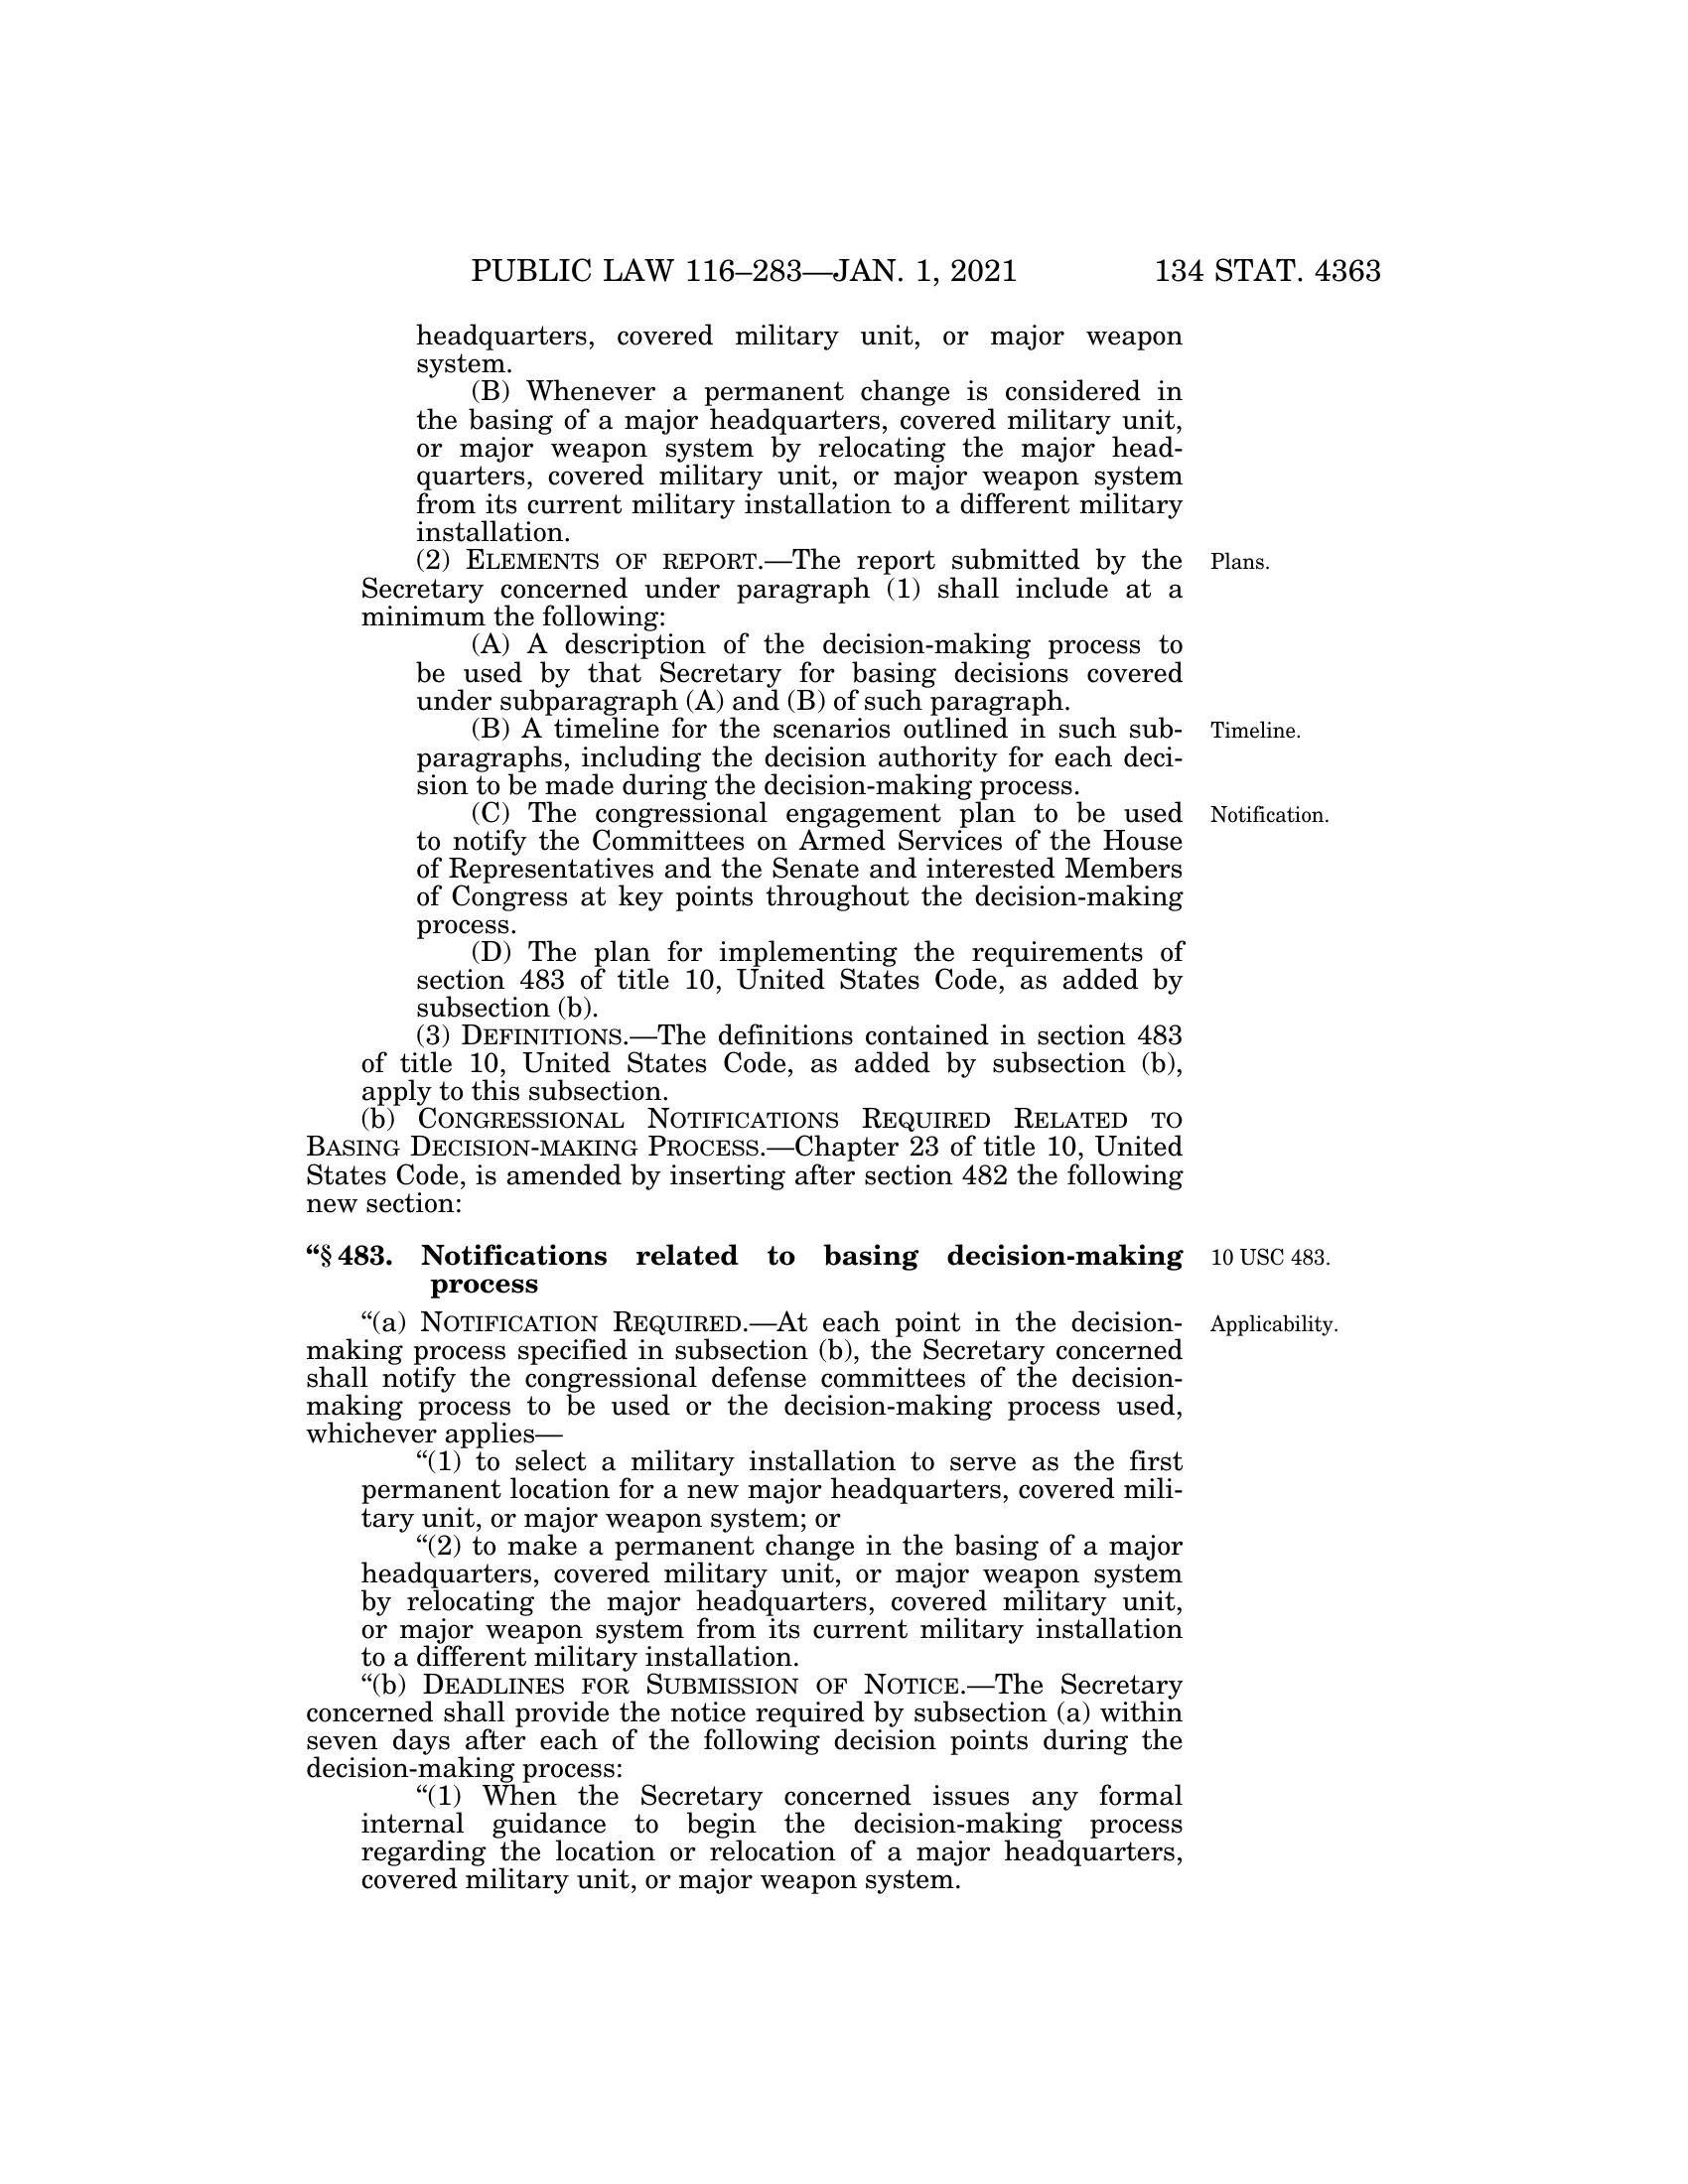 PUBLIC LAW 116–283—JAN. 1, 2021 134 STAT. 4363
headquarters, covered military unit, or major weapon
system.
(B) Whenever a permanent change is considered in
the basing of a major headquarters, covered military unit,
or major weapon system by relocating the major head-
quarters, covered military unit, or major weapon system
from its current military installation to a different military
installation.
(2) ELEMENTS OF REPORT.—The report submitted by the
Plans.
Secretary concerned under paragraph (1) shall include at a
minimum the following:
(A) A description of the decision-making process to
be used by that Secretary for basing decisions covered
under subparagraph (A) and (B) of such paragraph.
(B) A timeline for the scenarios outlined in such sub-
Timeline.
paragraphs, including the decision authority for each deci-
sion to be made during the decision-making process.
(C) The congressional engagement plan to be used
Notification.
to notify the Committees on Armed Services of the House
of Representatives and the Senate and interested Members
of Congress at key points throughout the decision-making
process.
(D) The plan for implementing the requirements of
section 483 of title 10, United States Code, as added by
subsection (b).
(3) DEFINITIONS.—The definitions contained in section 483
of title 10, United States Code, as added by subsection (b),
apply to this subsection.
(b) CONGRESSIONAL NOTIFICATIONS REQUIRED RELATED TO
BASING DECISION-MAKING PROCESS.—Chapter 23 of title 10, United
States Code, is amended by inserting after section 482 the following
new section:
“§ 483. Notifications related to basing decision-making
10 USC 483.
process
“(a) NOTIFICATION REQUIRED.—At each point in the decision-
Applicability.
making process specified in subsection (b), the Secretary concerned
shall notify the congressional defense committees of the decision-
making process to be used or the decision-making process used,
whichever applies—
“(1) to select a military installation to serve as the first
permanent location for a new major headquarters, covered mili-
tary unit, or major weapon system; or
“(2) to make a permanent change in the basing of a major
headquarters, covered military unit, or major weapon system
by relocating the major headquarters, covered military unit,
or major weapon system from its current military installation
to a different military installation.
“(b) DEADLINES FOR SUBMISSION OF NOTICE.—The Secretary
concerned shall provide the notice required by subsection (a) within
seven days after each of the following decision points during the
decision-making process:
“(1) When the Secretary concerned issues any formal
internal guidance to begin the decision-making process
regarding the location or relocation of a major headquarters,
covered military unit, or major weapon system.